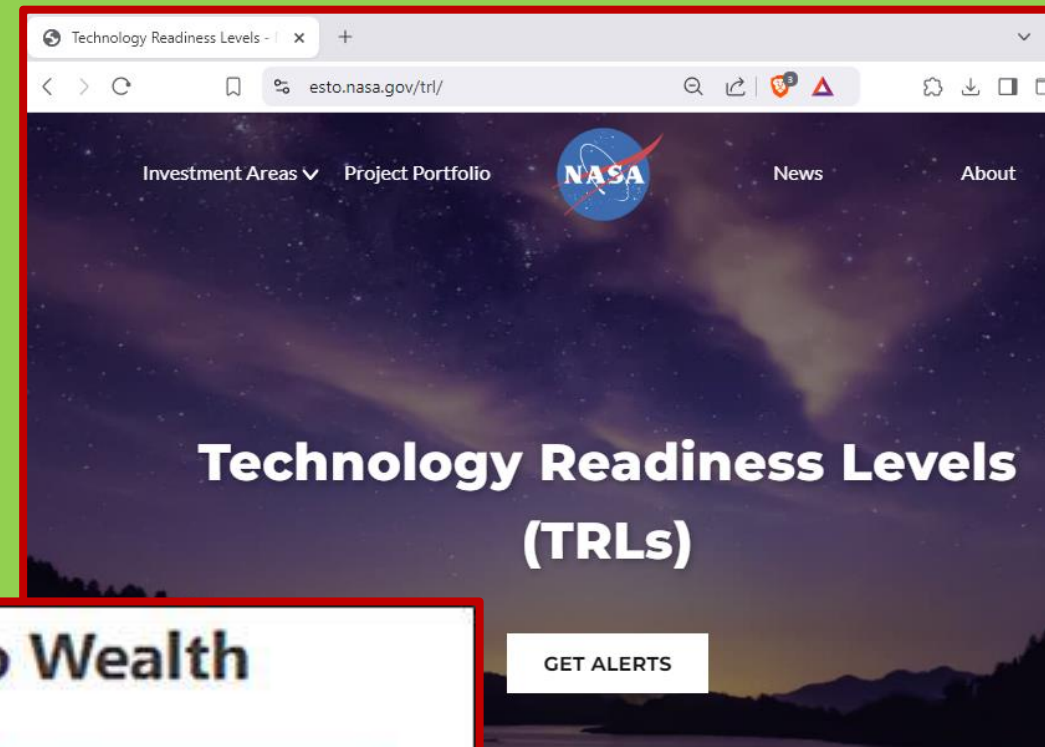 Technology Readiness Levels -
esto.nasa.gov/trl/
3
Investment Areas Project Portfolio NASA News About
Technology Readiness Levels
(TRLs)
Wealth
GET ALERTS